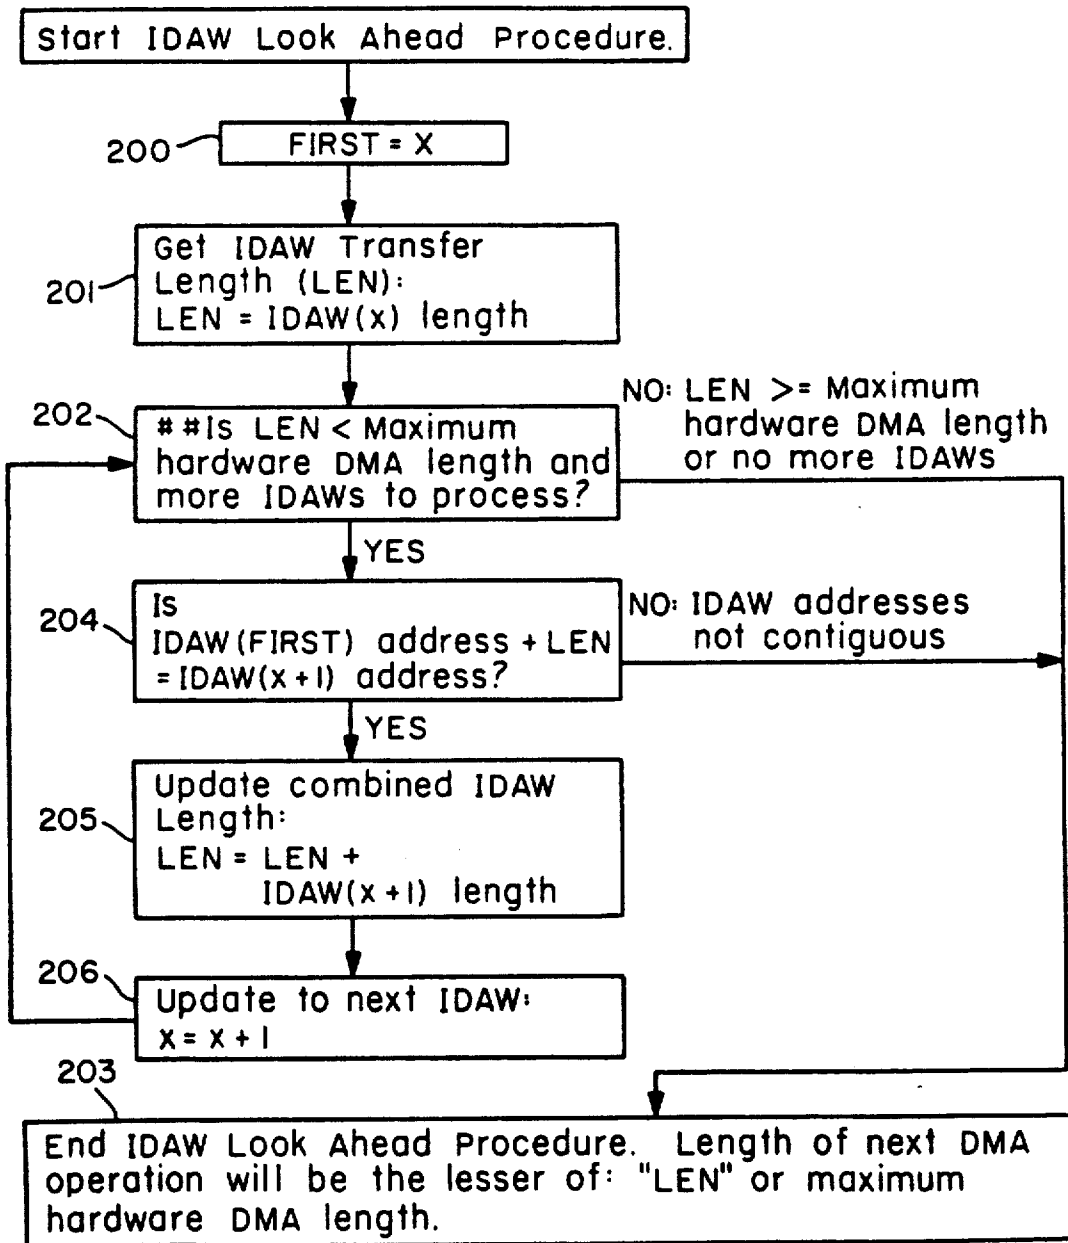 Start IDAW Look Ahead Procedure.
200
FIRST = X
201
Get IDAW Transfer
Length (LEN):
LEN = IDAW(x) length
202
##Is LEN < Maximum
hardware DMA length and
more IDAWs to process?
NO: LEN >= Maximum
hardware DMA length
or no more IDAWs
YES
204
Is
IDAW(FIRST) address + LEN
= IDAW(x+1) address?
NO: IDAW addresses
not contiguous
YES
205
Update combined IDAW
Length:
LEN = LEN +
IDAW(x+1) length
206
Update to next IDAW:
x = x + 1
203
End IDAW Look Ahead Procedure. Length of next DMA
operation will be the lesser of: "LEN" or maximum
hardware DMA length.